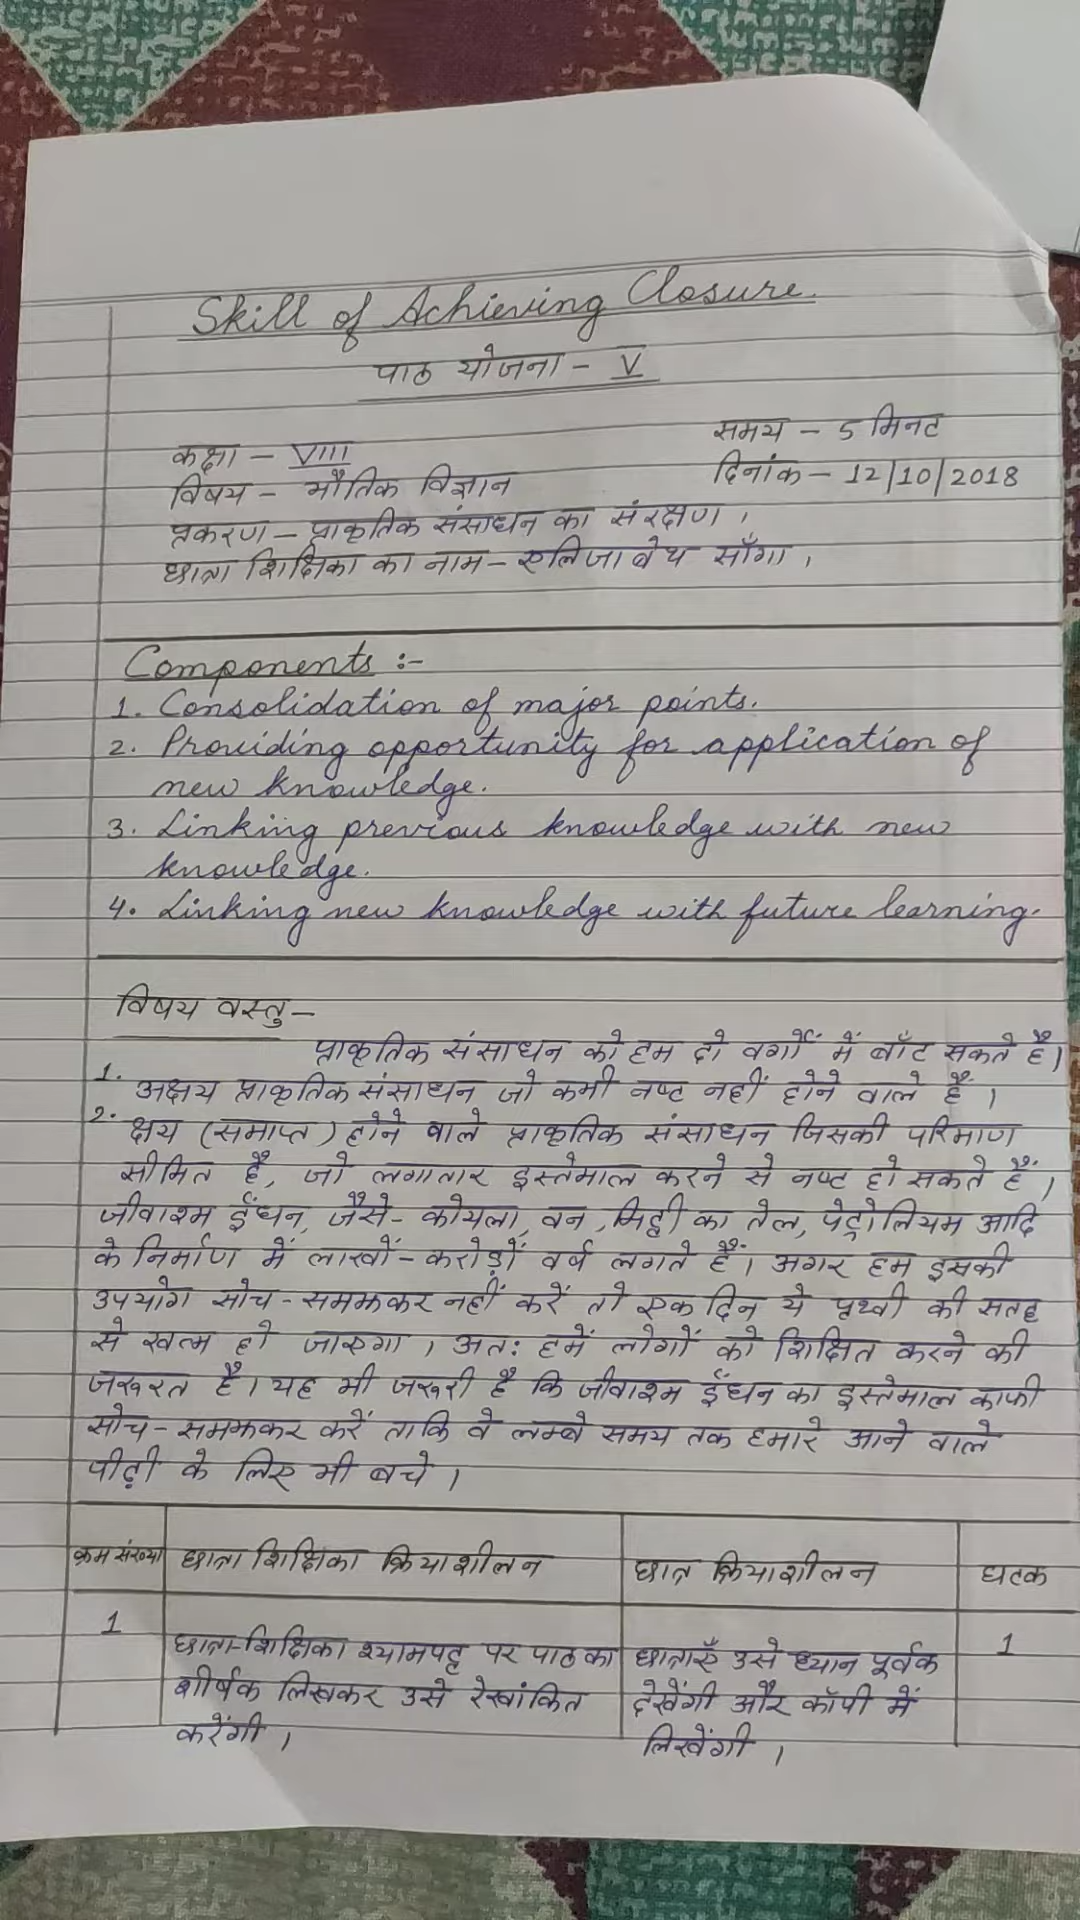 Skill of Achieving Closure.
पाठ योजना - V
कक्षा - VIII
समय - 5 मिनट
विषय - भौतिक विज्ञान
दिनांक - 12/10/2018
प्रकरण - प्राकृतिक संसाधन का संरक्षण ।
छात्रा शिक्षिका का नाम - एलिजाबेथ साँगा ।
Components :-
1. Consolidation of major points.
2. Providing opportunity for application of
new knowledge.
3. Linking previous knowledge with new
knowledge.
4. Linking new knowledge with future learning.
विषय वस्तु -
प्राकृतिक संसाधन को हम दो वर्गों में बाँट सकते हैं।
1. अक्षय प्राकृतिक संसाधन जो कभी नष्ट नहीं होने वाले हैं ।
2. क्षय (समाप्त) होने वाले प्राकृतिक संसाधन जिसकी परिमाण
सीमित है, जो लगातार इस्तेमाल करने से नष्ट हो सकते हैं ।
जीवाश्म ईंधन, जैसे - कोयला, वन, मिट्टी का तेल, पेट्रोलियम आदि
के निर्माण में लाखों - करोड़ों वर्ष लगते हैं । अगर हम इसकी
उपयोग सोच - समझकर नहीं करें तो एक दिन ये पृथ्वी की सतह
से खत्म हो जाएगा । अतः हमें लोगों को शिक्षित करने की
जरूरत है । यह भी जरूरी है कि जीवाश्म ईंधन का इस्तेमाल काफी
सोच - समझकर करें ताकि वे लम्बे समय तक हमारे आने वाले
पीढ़ी के लिए भी बचे ।
क्रम संख्या छात्रा शिक्षिका क्रियाशीलन छात्र क्रियाशीलन घटक
1 छात्रा-शिक्षिका श्यामपट्ट पर पाठ का छात्राएँ उसे ध्यान पूर्वक 1
शीर्षक लिखकर उसे रेखांकित देखेंगी और कॉपी में
करेंगी । लिखेंगी ।